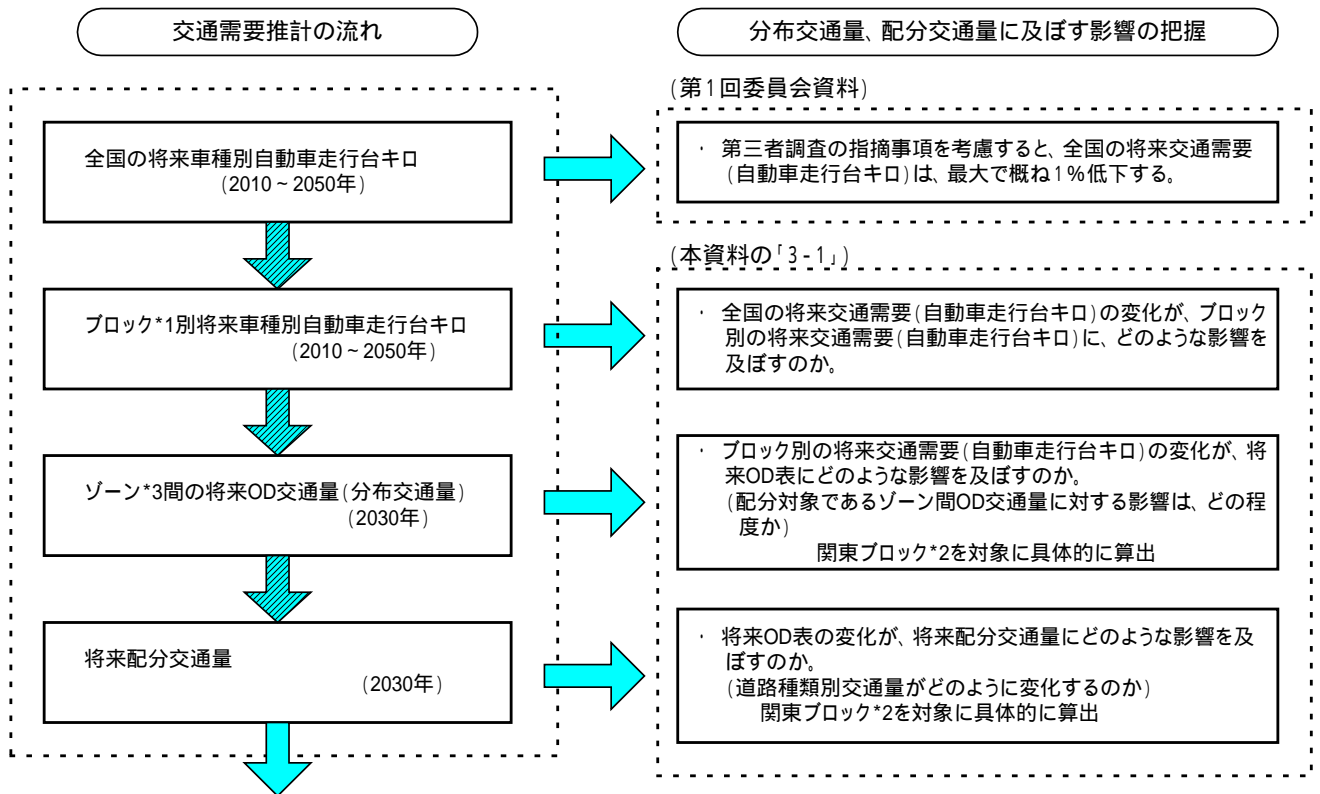 交通需要推計の流れ
全国の将来車種別自動車走行台キロ
(2010~2050年)
ブロック*1別将来車種別自動車走行台キロ
(2010~2050年)
ゾーン*3間の将来OD交通量(分布交通量)
(2030年)
将来配分交通量
(2030年)
分布交通量、配分交通量に及ぼす影響の把握
(第1回委員会資料)
・ 第三者調査の指摘事項を考慮すると、全国の将来交通需要
(自動車走行台キロ)は、最大で概ね1%低下する。
(本資料の「3-1」)
・ 全国の将来交通需要(自動車走行台キロ)の変化が、ブロック
別の将来交通需要(自動車走行台キロ)に、どのような影響を
及ぼすのか。
・ ブロック別の将来交通需要(自動車走行台キロ)の変化が、将
来OD表にどのような影響を及ぼすのか。
(配分対象であるゾーン間OD交通量に対する影響は、どの程
度か)
関東ブロック*2を対象に具体的に算出
・ 将来OD表の変化が、将来配分交通量にどのような影響を及
ぼすのか。
(道路種類別交通量がどのように変化するのか)
関東ブロック*2を対象に具体的に算出